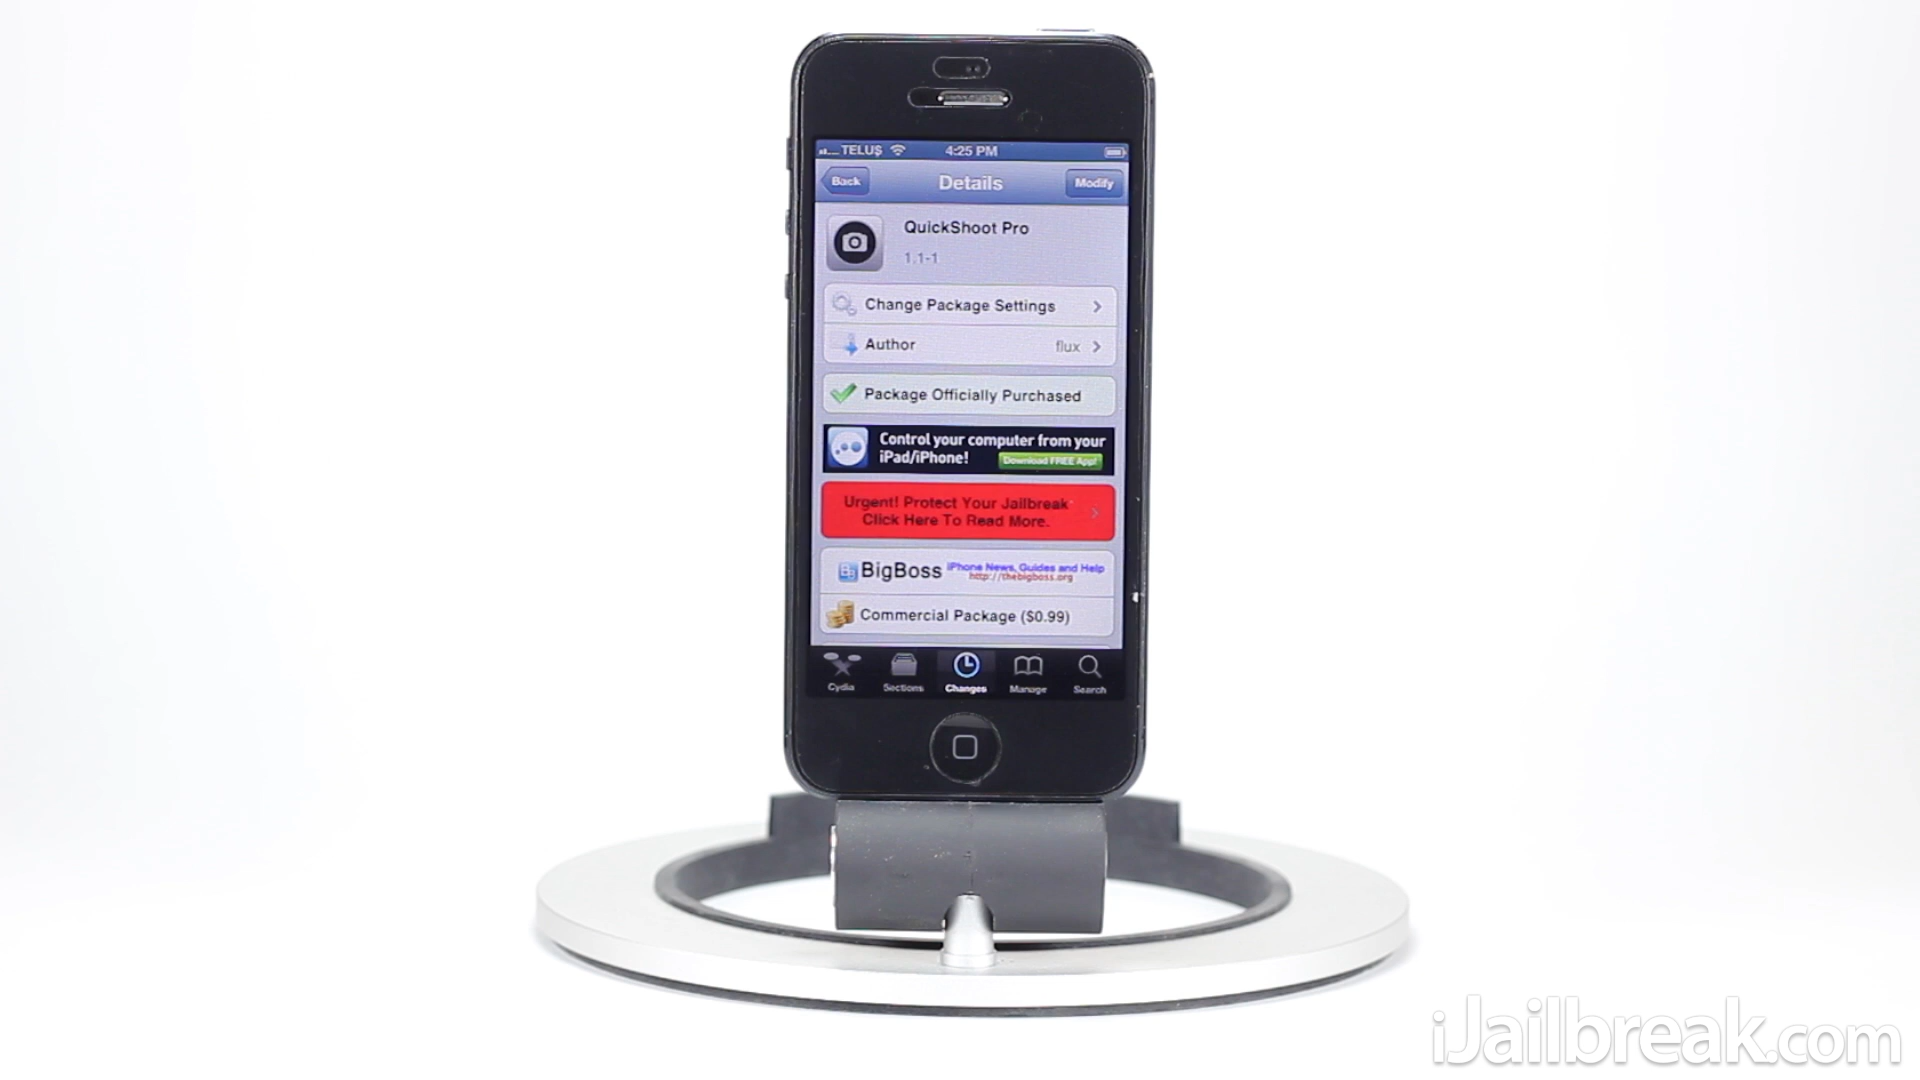 TELU$ 4:25 PM
Back Details Modify
QuickShoot Pro
1.1-1
Change Package Settings
Author flux
Package Officially Purchased
Control your computer from your
iPad/iPhone!
Download FREE App!
Urgent! Protect Your Jailbreak
Click Here To Read More.
BigBoss iPhone News, Guides and Help
http://thebigboss.org
Commercial Package ($0.99)
Cydia Sections Changes Manage Search
iJailbreak.com